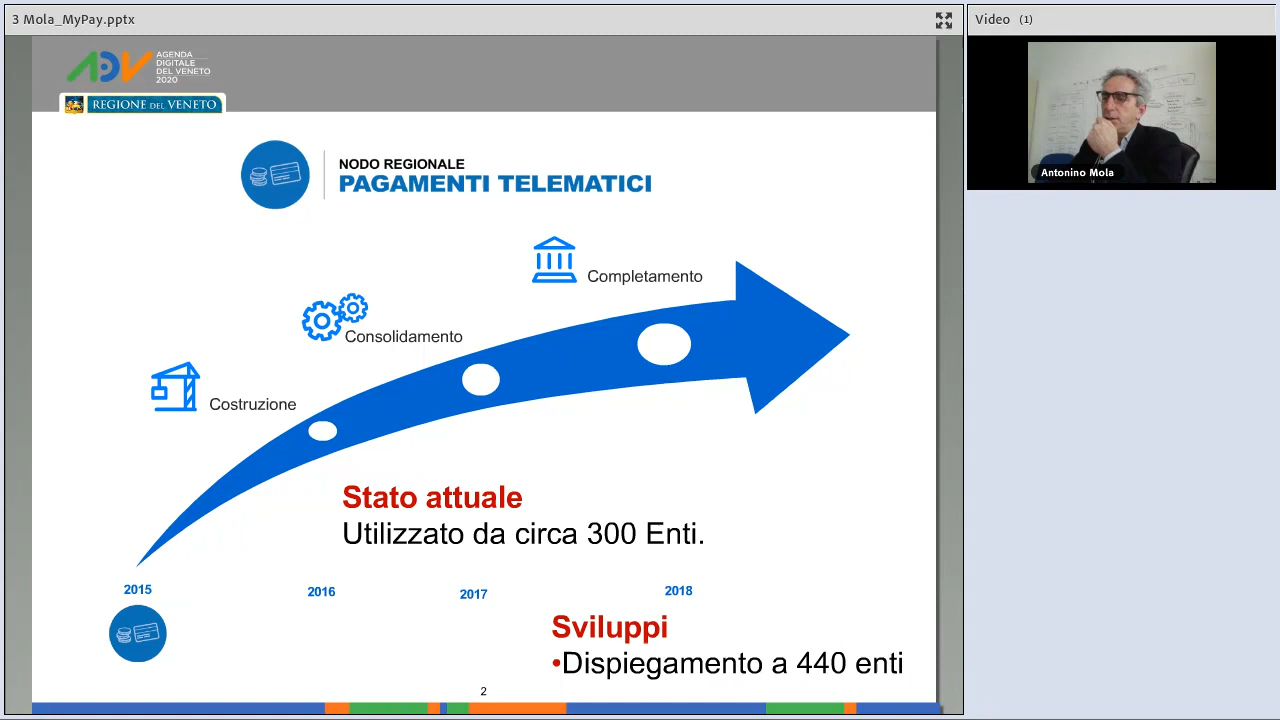 3 Mola_MyPay.pptx
Video (1)
AGENDA
DIGITALE
DEL VENETO
2020
REGIONE DEL VENETO
Antonino Mola
NODO REGIONALE
PAGAMENTI TELEMATICI
Completamento
Consolidamento
Costruzione
Stato attuale
Utilizzato da circa 300 Enti.
2015
2016
2017
2018
Sviluppi
•Dispiegamento a 440 enti
2